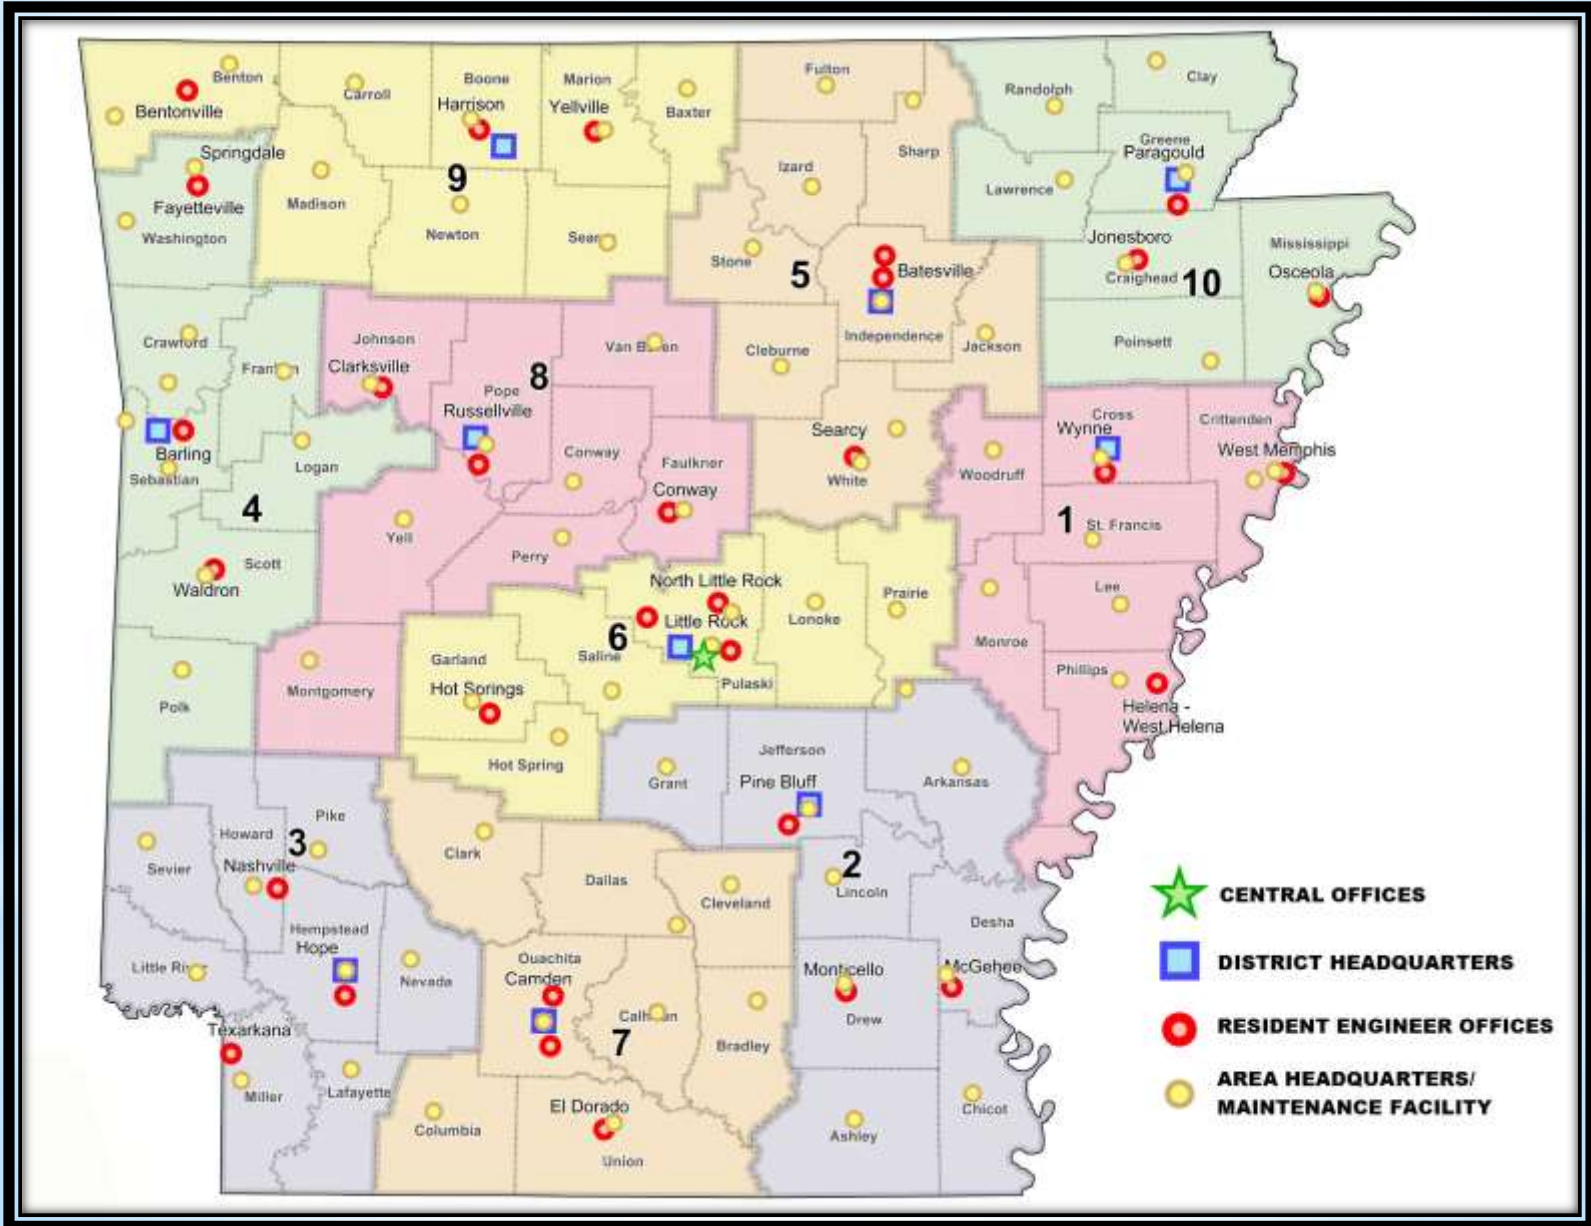 Benton
Bentonville
Carroll
Boone
Harrison
Marion
Yellville
Baxter
Fulton
Sharp
Randolph
Clay
Springdale
Fayetteville
Washington
Madison
9
Newton
Izard
Lawrence
Greene
Paragould
Stone
5
Batesville
Independence
Jackson
Jonesboro
Craighead
10
Mississippi
Osceola
Poinsett
Crawford
Johnson
Clarksville
8
Pope
Russellville
Cleburne
Barling
Sebastian
Logan
4
Conway
Faulkner
Conway
Searcy
White
Woodruff
Cross
Wynne
Crittenden
West Memphis
1
St. Francis
Scott
Waldron
Yell
Perry
North Little Rock
Little Rock
6
Saline
Pulaski
Lonoke
Prairie
Lee
Monroe
Phillips
Helena -
West Helena
Polk
Montgomery
Garland
Hot Springs
Hot Spring
Grant
Jefferson
Pine Bluff
Arkansas
Sevier
Howard
Pike
3
Nashville
Clark
Dallas
Cleveland
2
Lincoln
Desha
Hempstead
Hope
Nevada
Ouachita
Camden
7
Bradley
Monticello
Drew
McGehee
Texarkana
Miller
Lafayette
Columbia
El Dorado
Union
Ashley
Chicot
CENTRAL OFFICES
DISTRICT HEADQUARTERS
RESIDENT ENGINEER OFFICES
AREA HEADQUARTERS/
MAINTENANCE FACILITY